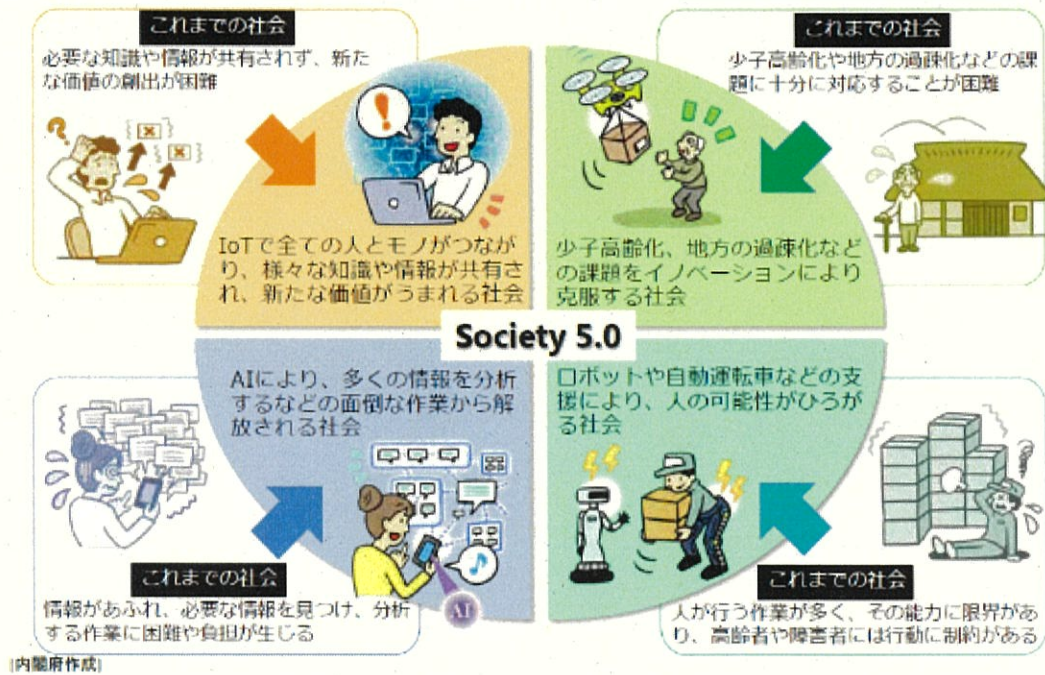 これまでの社会
必要な知識や情報が共有されず、新た
な価値の創出が困難
これまでの社会
少子高齢化や地方の過疎化などの課
題に十分に対応することが困難
IoTで全ての人とモノがつなが
り、様々な知識や情報が共有さ
れ、新たな価値がうまれる社会
少子高齢化、地方の過疎化など
の課題をイノベーションにより
克服する社会
Society 5.0
AIにより、多くの情報を分析
するなどの面倒な作業から解
放される社会
ロボットや自動運転車などの支
援により、人の可能性がひろが
る社会
AI
これまでの社会
情報があふれ、必要な情報を見つけ、分析
する作業に困難や負担が生じる
これまでの社会
人が行う作業が多く、その能力に限界があ
り、高齢者や障害者には行動に制約がある
[内閣府作成]